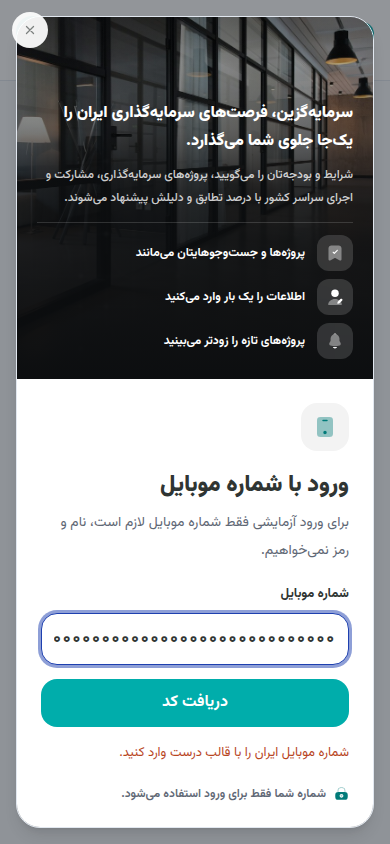 سرمایه‌گزین، فرصت‌های سرمایه‌گذاری ایران را
یک‌جا جلوی شما می‌گذارد.
شرایط و بودجه‌تان را می‌گویید، پروژه‌های سرمایه‌گذاری، مشارکت و
اجرای سراسر کشور با درصد تطابق و دلیلش پیشنهاد می‌شوند.
پروژه‌ها و جست‌وجوهایتان می‌مانند
اطلاعات را یک بار وارد می‌کنید
پروژه‌های تازه را زودتر می‌بینید
ورود با شماره موبایل
برای ورود آزمایشی فقط شماره موبایل لازم است، نام و
رمز نمی‌خواهیم.
شماره موبایل
۰۰۰۰۰۰۰۰۰۰۰۰۰۰۰۰۰۰۰۰۰۰۰۰۰۰۰۰۰
دریافت کد
شماره موبایل ایران را با قالب درست وارد کنید.
شماره شما فقط برای ورود استفاده می‌شود.